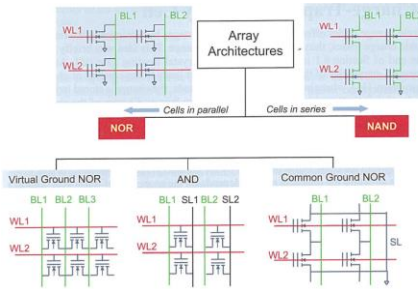 BL1 BL2
WL1
WL2
Array
Architectures
BL1 BL2
WL1
WL2
Cells in parallel
Cells in series
NOR
NAND
Virtual Ground NOR
AND
Common Ground NOR
BL1 BL2 BL3
WL1
WL2
BL1 SL1 BL2 SL2
WL1
WL2
BL1 BL2
WL1
WL2
SL